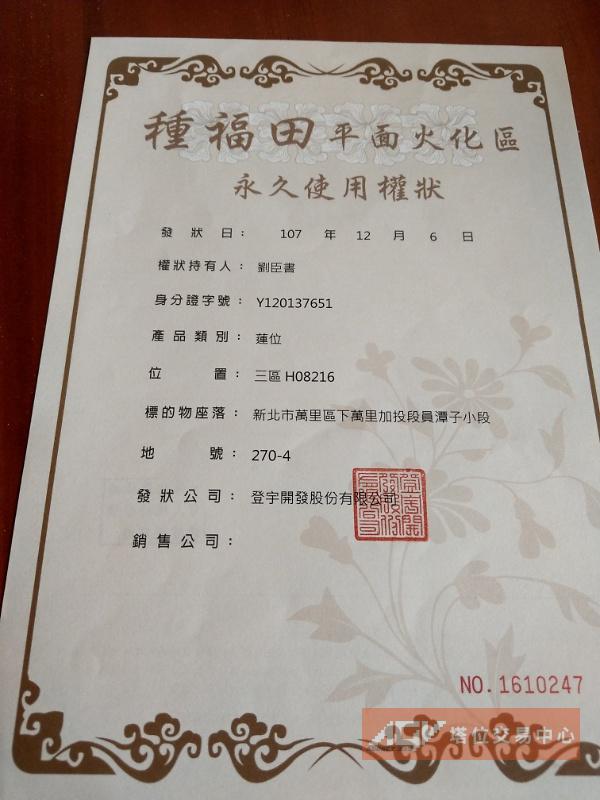 種福田平面火化區
永久使用權狀
發狀日： 107 年 12 月 6 日
權狀持有人： 劉臣書
身分證字號： Y120137651
產品類別： 蓮位
位置： 三區 H08216
標的物座落： 新北市萬里區下萬里加投段員潭子小段
地號： 270-4
發狀公司： 登宇開發股份有限公司
銷售公司：
NO. 1610247
塔位交易中心